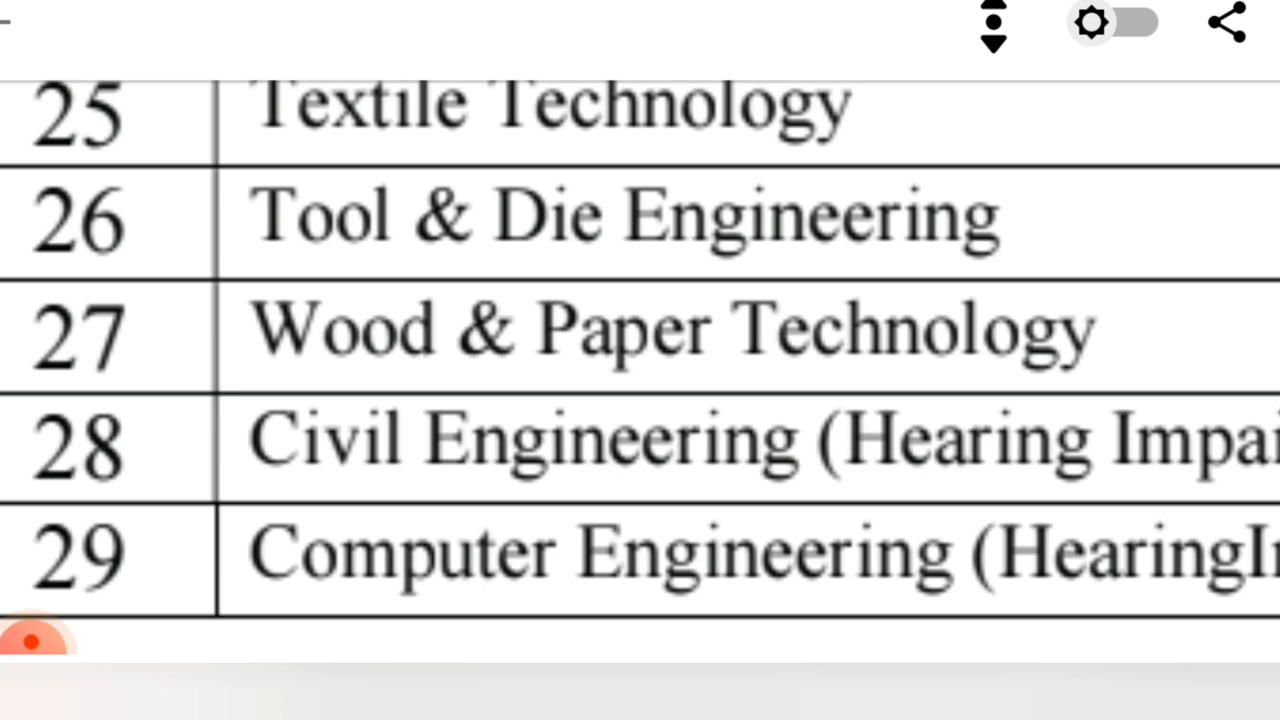 25 Textile Technology
26 Tool & Die Engineering
27 Wood & Paper Technology
28 Civil Engineering (Hearing
29 Computer Engineering